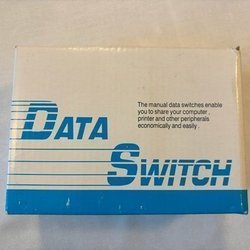 The manual data switches enable
you to share your computer ,
printer and other peripherals
economically and easily .
DATA
SWITCH